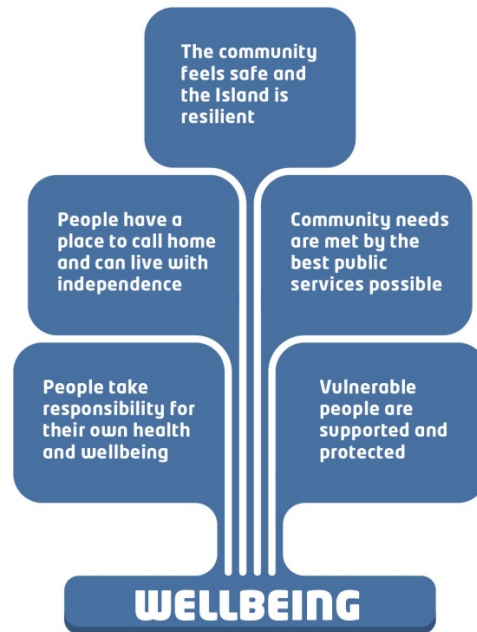 The community
feels safe and
the Island is
resilient
People have a
place to call home
and can live with
independence
Community needs
are met by the
best public
services possible
People take
responsibility for
their own health
and wellbeing
Vulnerable
people are
supported and
protected
WELLBEING